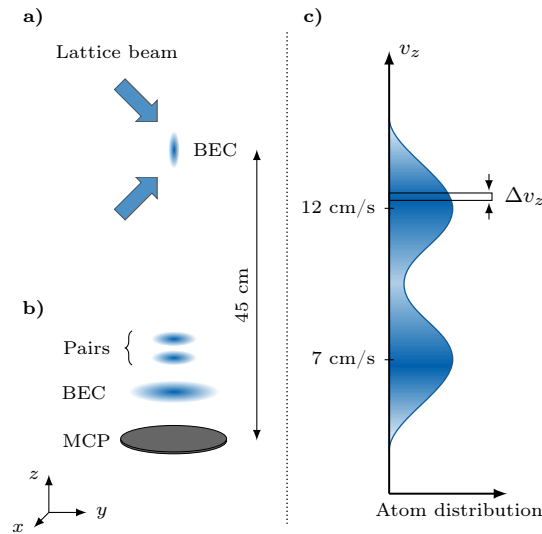 a)
Lattice beam
BEC
45 cm
b)
Pairs
BEC
MCP
z
y
x
c)
v_z
12 cm/s
Δv_z
7 cm/s
Atom distribution